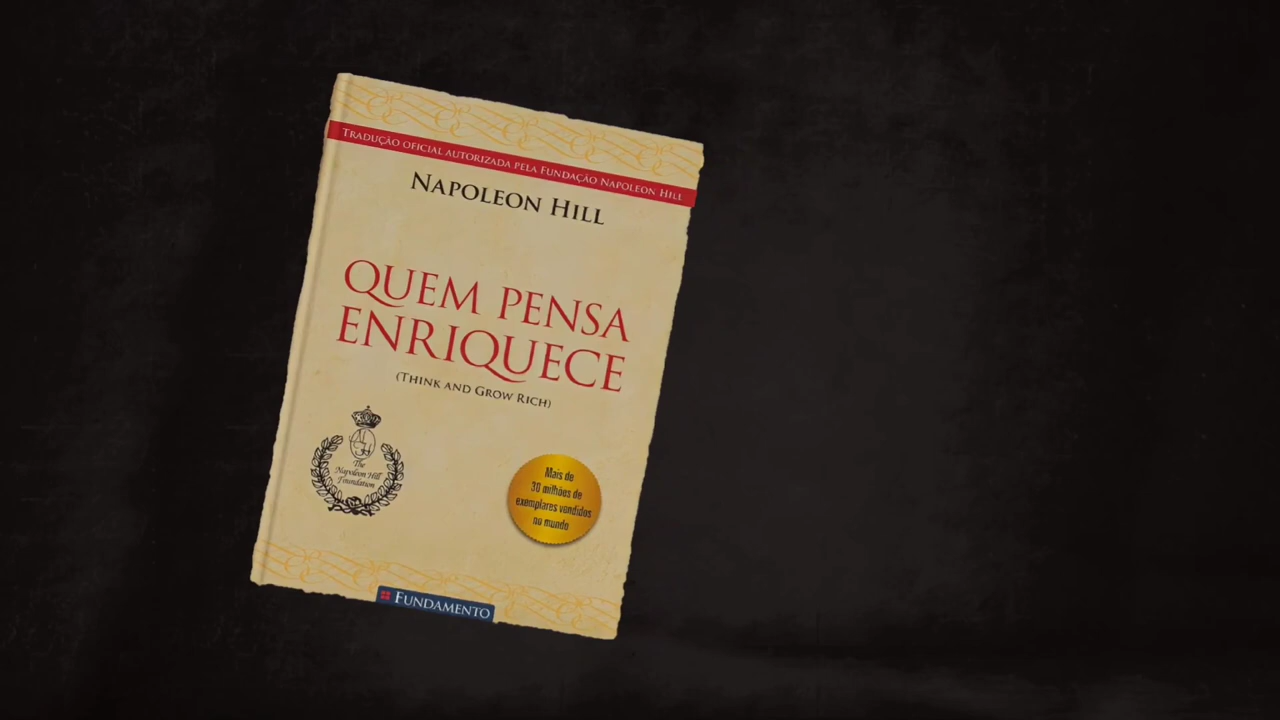 Tradução oficial autorizada pela Fundação Napoleon Hill
Napoleon Hill
QUEM PENSA
ENRIQUECE
(Think and Grow Rich)
The
Napoleon Hill
Foundation
Mais de
30 milhões de
exemplares vendidos
no mundo
Fundamento